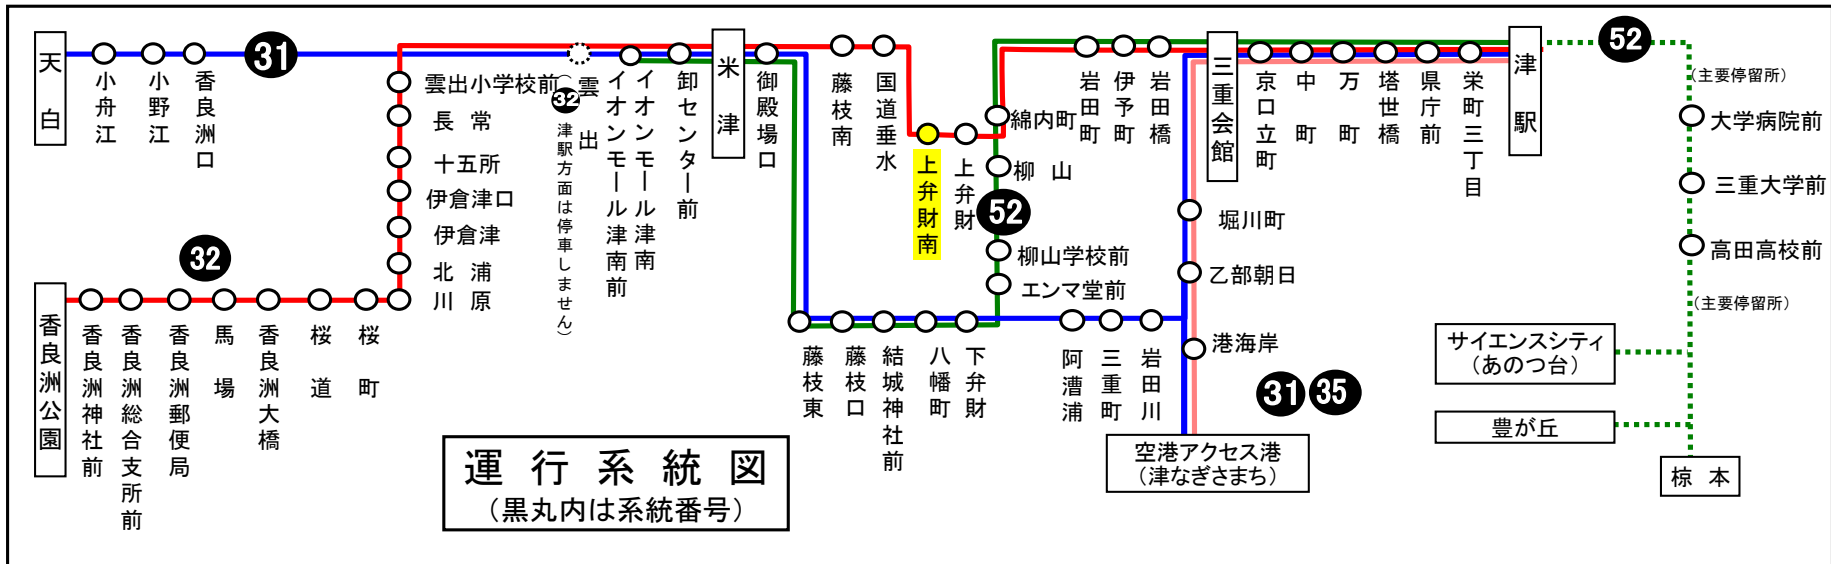 天白
小舟江
小野江
香良洲口
31
雲出小学校前
長常
十五所
伊倉津口
伊倉津
北浦
川原
32
香良洲公園
香良洲神社前
香良洲総合支所前
香良洲郵便局
馬場
香良洲大橋
桜道
桜町
雲出
(32津駅方面は停車しません)
イオンモール津南前
イオンモール津南
卸センター前
米津
御殿場口
藤枝南
国道垂水
上弁財南
上弁財
綿内町
柳山
52
柳山学校前
エンマ堂前
藤枝東
藤枝口
結城神社前
八幡町
下弁財
阿漕浦
三重町
岩田川
岩田町
伊予町
岩田橋
三重会館
堀川町
乙部朝日
港海岸
31 35
空港アクセス港
(津なぎさまち)
京口立町
中町
万町
塔世橋
県庁前
栄町三丁目
津駅
52
(主要停留所)
大学病院前
三重大学前
高田高校前
(主要停留所)
サイエンスシティ
(あのつ台)
豊が丘
椋本
運行系統図
(黒丸内は系統番号)